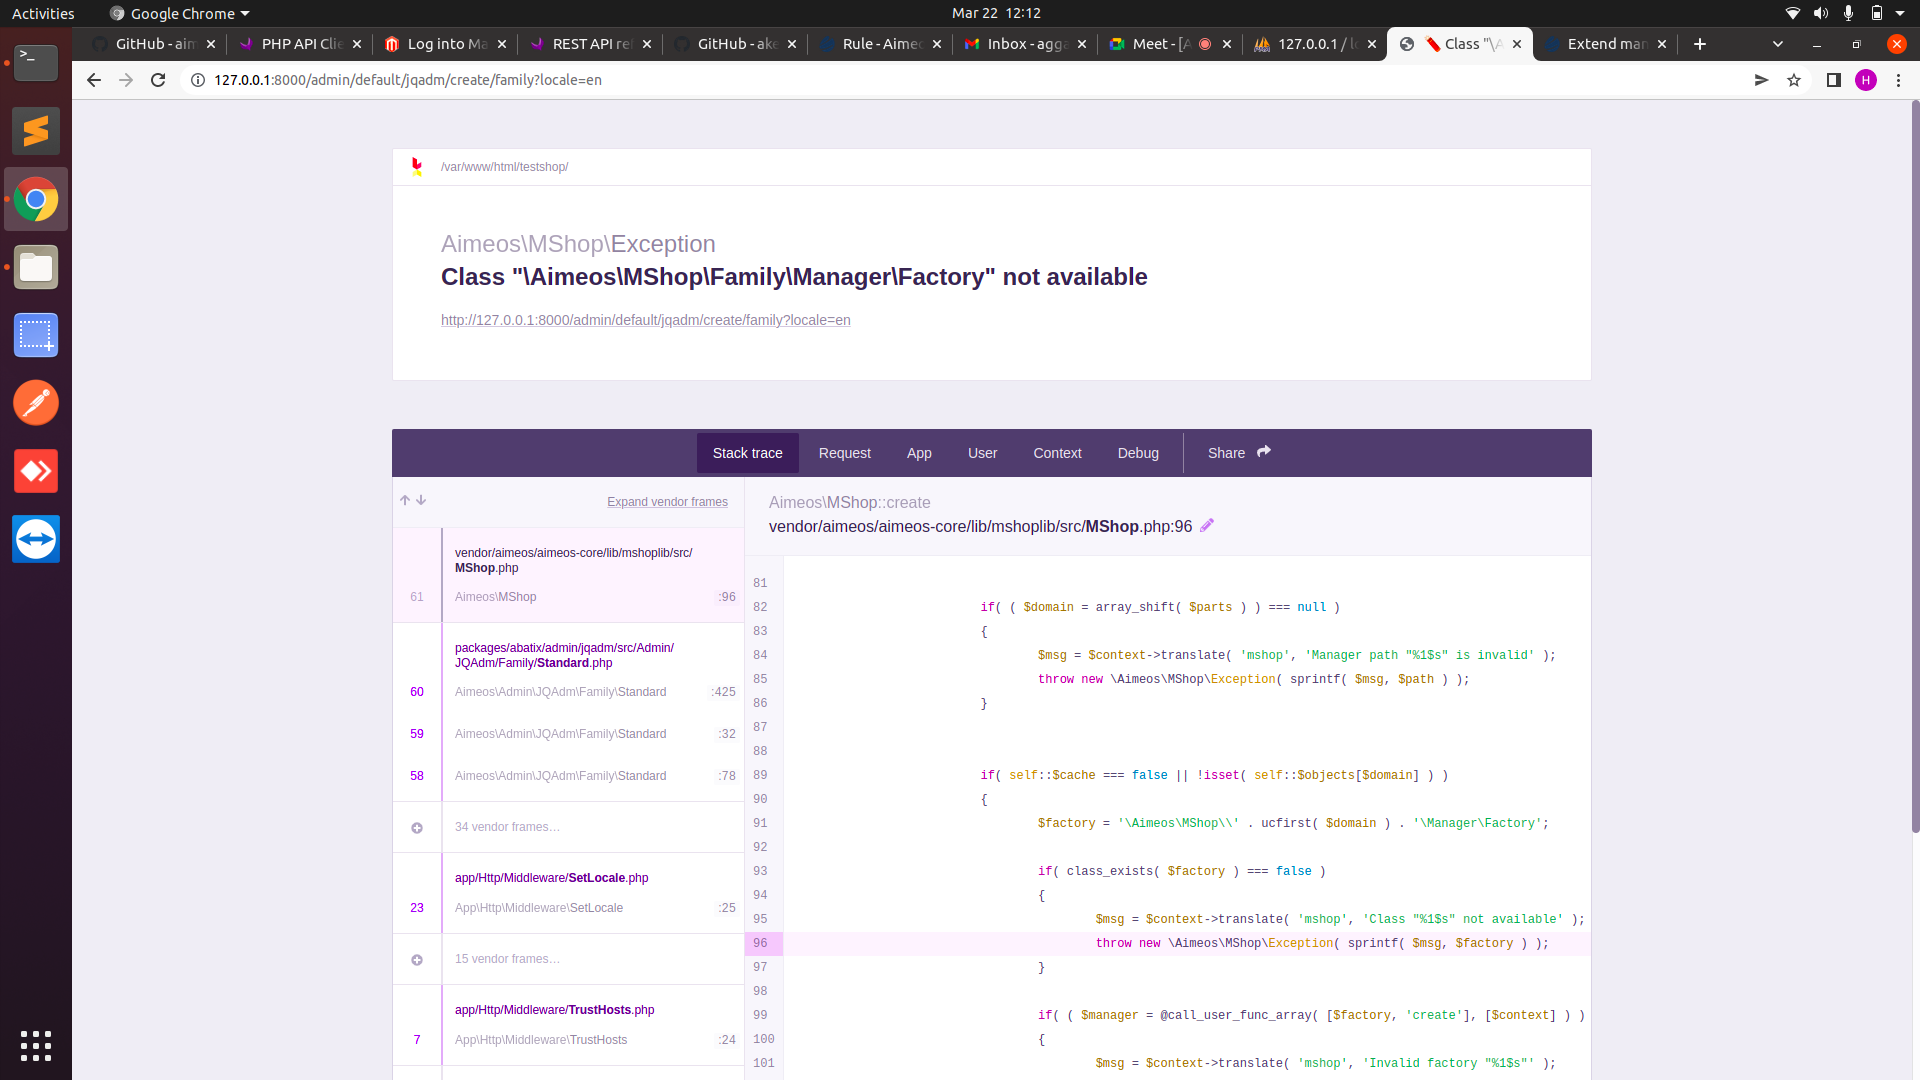 Activities
Google Chrome
Mar 22 12:12
GitHub - aim
PHP API Clie
Log into Ma
REST API ref
GitHub - ake
Rule - Aimeo
Inbox - agga
Meet - [A
127.0.0.1 / lo
Class "\A
Extend man
127.0.0.1:8000/admin/default/jqadm/create/family?locale=en
H
/var/www/html/testshop/
Aimeos\MShop\Exception
Class "\Aimeos\MShop\Family\Manager\Factory" not available
http://127.0.0.1:8000/admin/default/jqadm/create/family?locale=en
Stack trace
Request
App
User
Context
Debug
Share
Expand vendor frames
vendor/aimeos/aimeos-core/lib/mshoplib/src/
MShop.php
61 Aimeos\MShop :96
packages/abatix/admin/jqadm/src/Admin/
JQAdm/Family/Standard.php
60 Aimeos\Admin\JQAdm\Family\Standard :425
59 Aimeos\Admin\JQAdm\Family\Standard :32
58 Aimeos\Admin\JQAdm\Family\Standard :78
34 vendor frames…
app/Http/Middleware/SetLocale.php
23 App\Http\Middleware\SetLocale :25
15 vendor frames…
app/Http/Middleware/TrustHosts.php
7 App\Http\Middleware\TrustHosts :24
Aimeos\MShop::create
vendor/aimeos/aimeos-core/lib/mshoplib/src/MShop.php:96
81
82 if( ( $domain = array_shift( $parts ) ) === null )
83 {
84 $msg = $context->translate( 'mshop', 'Manager path "%1$s" is invalid' );
85 throw new \Aimeos\MShop\Exception( sprintf( $msg, $path ) );
86 }
87
88
89 if( self::$cache === false || !isset( self::$objects[$domain] ) )
90 {
91 $factory = '\Aimeos\MShop\\' . ucfirst( $domain ) . '\Manager\Factory';
92
93 if( class_exists( $factory ) === false )
94 {
95 $msg = $context->translate( 'mshop', 'Class "%1$s" not available' );
96 throw new \Aimeos\MShop\Exception( sprintf( $msg, $factory ) );
97 }
98
99 if( ( $manager = @call_user_func_array( [$factory, 'create'], [$context] ) )
100 {
101 $msg = $context->translate( 'mshop', 'Invalid factory "%1$s"' );